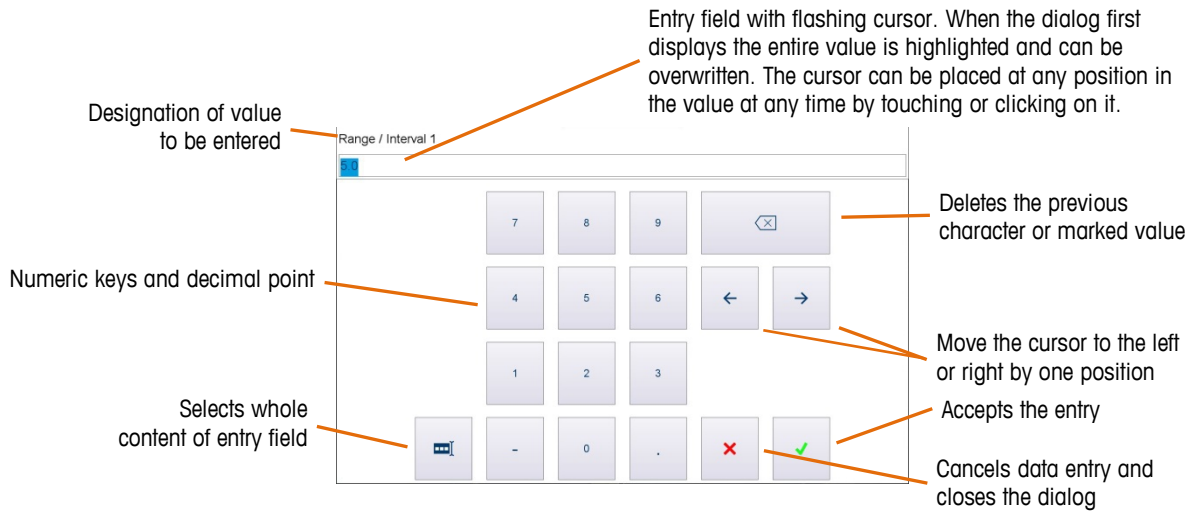 Entry field with flashing cursor. When the dialog first
displays the entire value is highlighted and can be
overwritten. The cursor can be placed at any position in
the value at any time by touching or clicking on it.
Designation of value
to be entered
Range / Interval 1
5.0
7 8 9
Deletes the previous
character or marked value
Numeric keys and decimal point
4 5 6 ← →
Move the cursor to the left
or right by one position
1 2 3
Selects whole
content of entry field
Accepts the entry
- 0 .
Cancels data entry and
closes the dialog